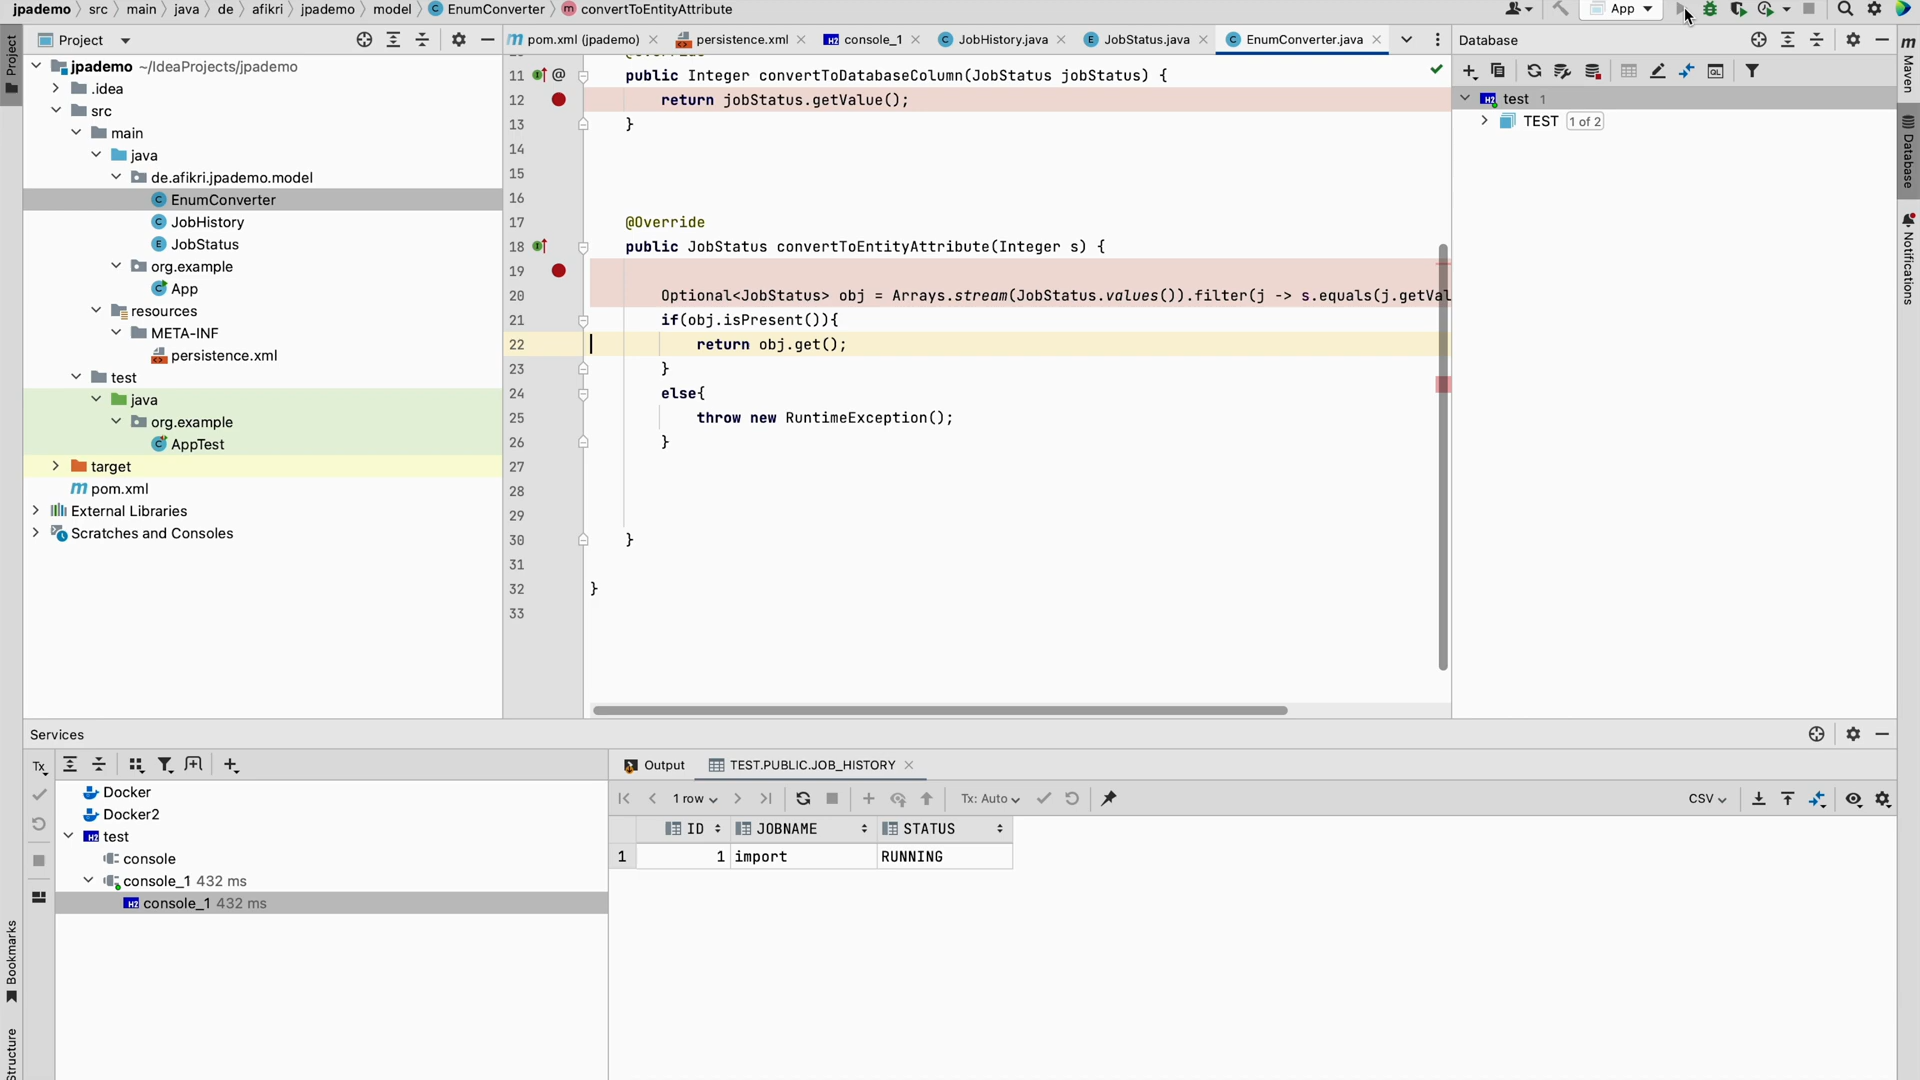 jpademo src main java de afikri jpademo model EnumConverter convertToEntityAttribute App
Project
Project
jpademo ~/IdeaProjects/jpademo
.idea
src
main
java
de.afikri.jpademo.model
EnumConverter
JobHistory
JobStatus
org.example
App
resources
META-INF
persistence.xml
test
java
org.example
AppTest
target
pom.xml
External Libraries
Scratches and Consoles
pom.xml (jpademo) persistence.xml console_1 JobHistory.java JobStatus.java EnumConverter.java
11 public Integer convertToDatabaseColumn(JobStatus jobStatus) {
12 return jobStatus.getValue();
13 }
14
15
16
17 @Override
18 public JobStatus convertToEntityAttribute(Integer s) {
19
20 Optional<JobStatus> obj = Arrays.stream(JobStatus.values()).filter(j -> s.equals(j.getVal
21 if(obj.isPresent()){
22 return obj.get();
23 }
24 else{
25 throw new RuntimeException();
26 }
27
28
29
30 }
31
32 }
33
Database
test 1
TEST 1 of 2
Maven
Database
Notifications
Services
Tx
Docker
Docker2
test
console
console_1 432 ms
console_1 432 ms
Output TEST.PUBLIC.JOB_HISTORY
1 row Tx: Auto CSV
ID JOBNAME STATUS
1 1 import RUNNING
Bookmarks
Structure